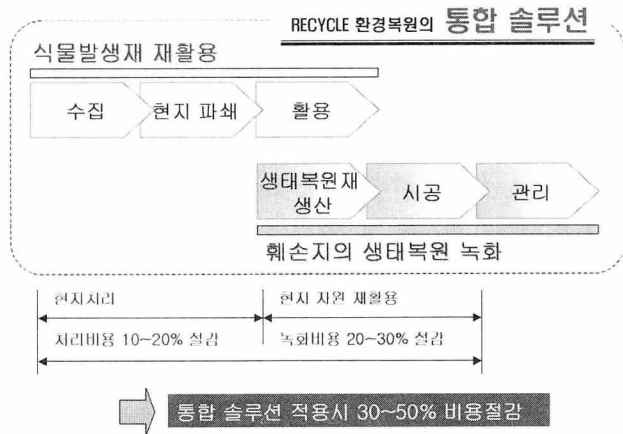 RECYCLE 환경복원의 통합 솔루션
식물발생재 재활용
수집
현지 파쇄
활용
생태복원재
생산
시공
관리
훼손지의 생태복원 녹화
현지처리
현지 자원 재활용
처리비용 10~20% 절감
녹화비용 20~30% 절감
통합 솔루션 적용시 30~50% 비용절감